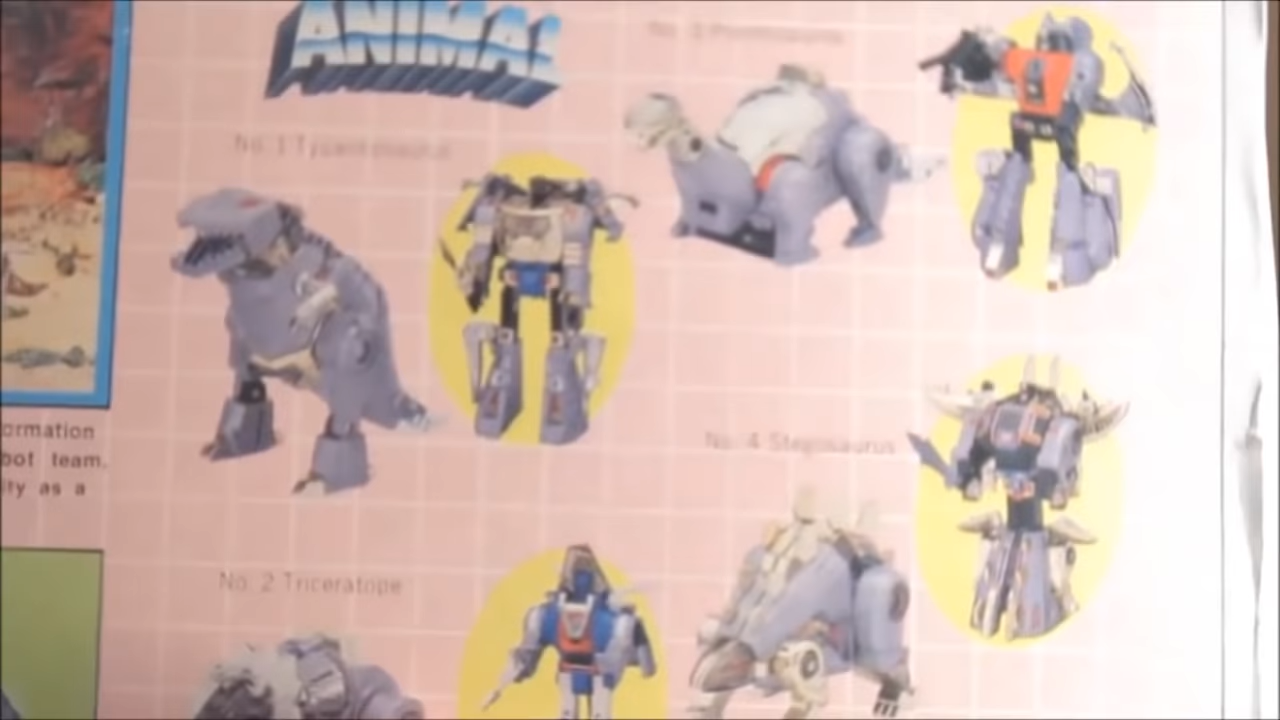 ANIMAL
No. 1 Tyrannosaurus
No. 4 Stegosaurus
ormation
bot team.
ity as a
No. 2 Triceratops